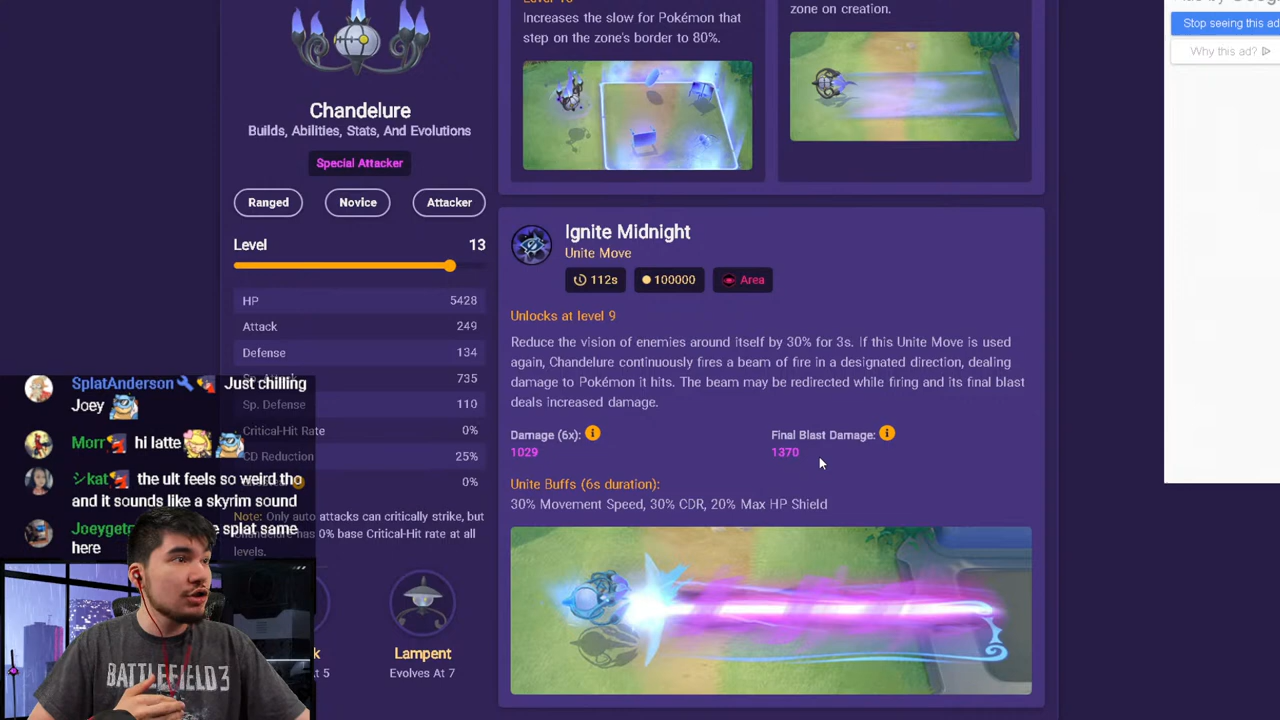 Chandelure
Builds, Abilities, Stats, And Evolutions
Special Attacker
Ranged
Novice
Attacker
Level
13
HP
5428
Attack
249
Defense
134
735
Sp. Defense
110
Critical-Hit Rate
0%
CD Reduction
25%
0%
Note: Only auto attacks can critically strike, but
has 0% base Critical-Hit rate at all
levels.
Lampent
Evolves At 7
At 5
SplatAnderson Just chilling
Joey
Morr hi latte
シkat the ult feels so weird tho
and it sounds like a skyrim sound
splat same
here
Increases the slow for Pokémon that
step on the zone's border to 80%.
zone on creation.
Ignite Midnight
Unite Move
112s
100000
Area
Unlocks at level 9
Reduce the vision of enemies around itself by 30% for 3s. If this Unite Move is used
again, Chandelure continuously fires a beam of fire in a designated direction, dealing
damage to Pokémon it hits. The beam may be redirected while firing and its final blast
deals increased damage.
Damage (6x):
1029
Final Blast Damage:
1370
Unite Buffs (6s duration):
30% Movement Speed, 30% CDR, 20% Max HP Shield
Stop seeing this ad
Why this ad?
BATTLEFIELD 3